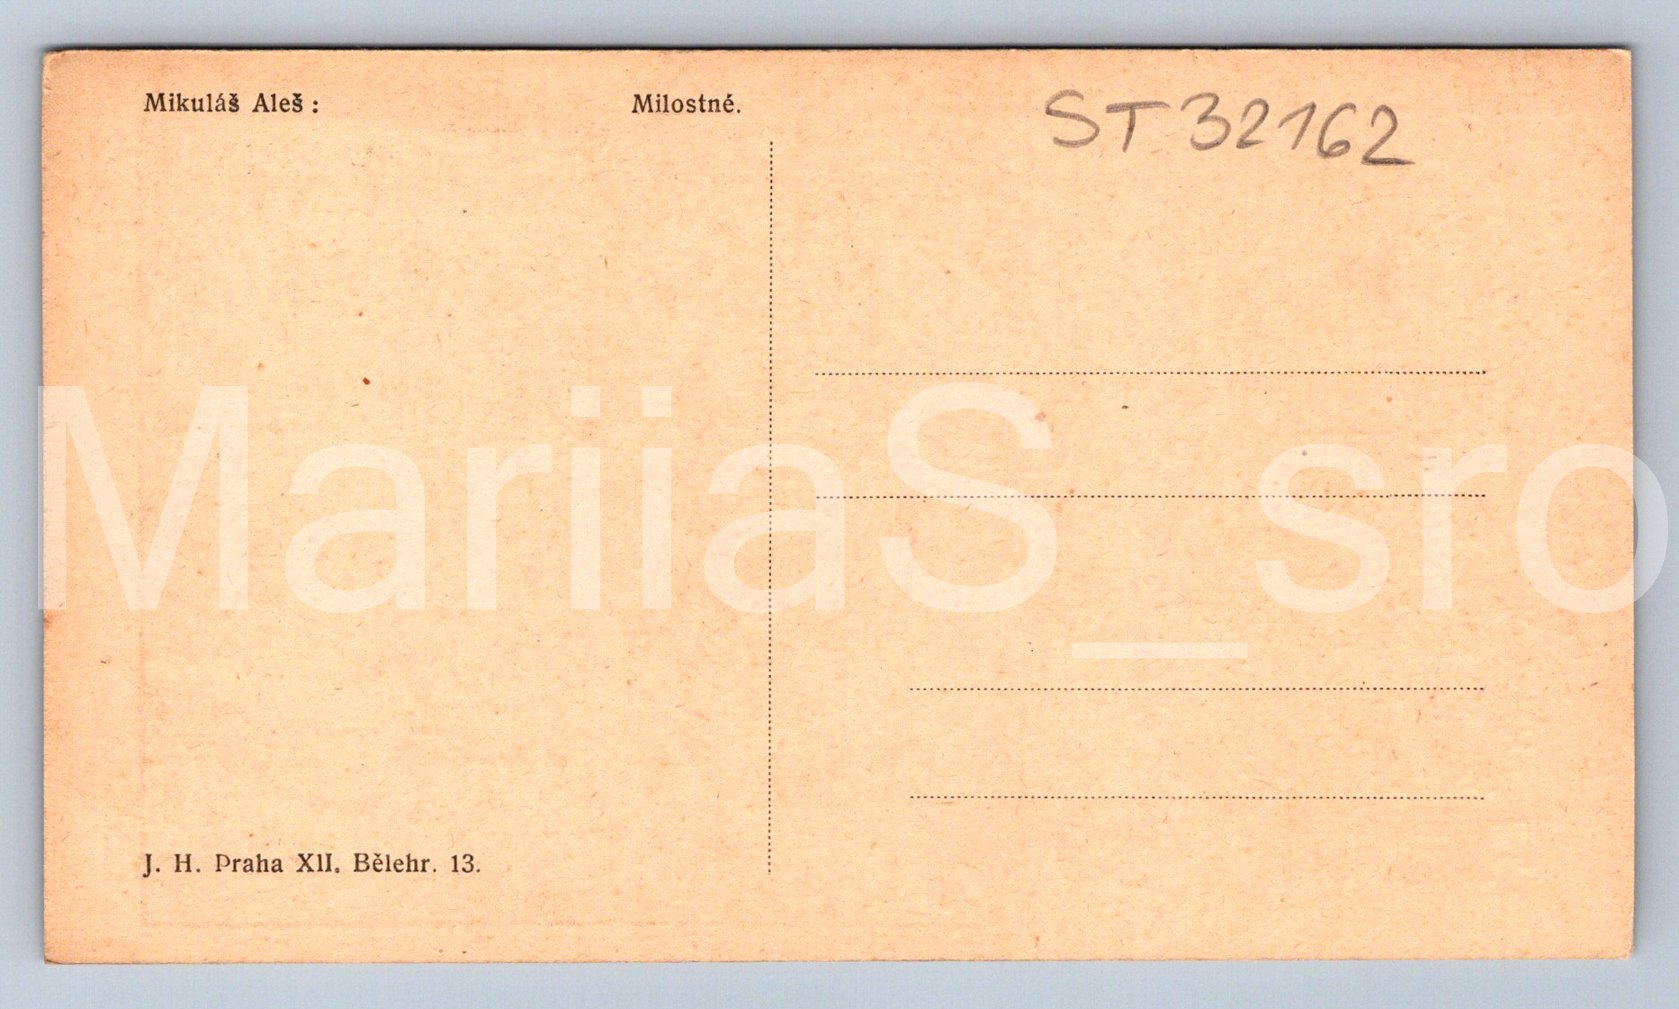 Mikuláš Aleš: Milostné.
ST 32162
MariiaS_sro
J. H. Praha XII, Bělehr. 13.